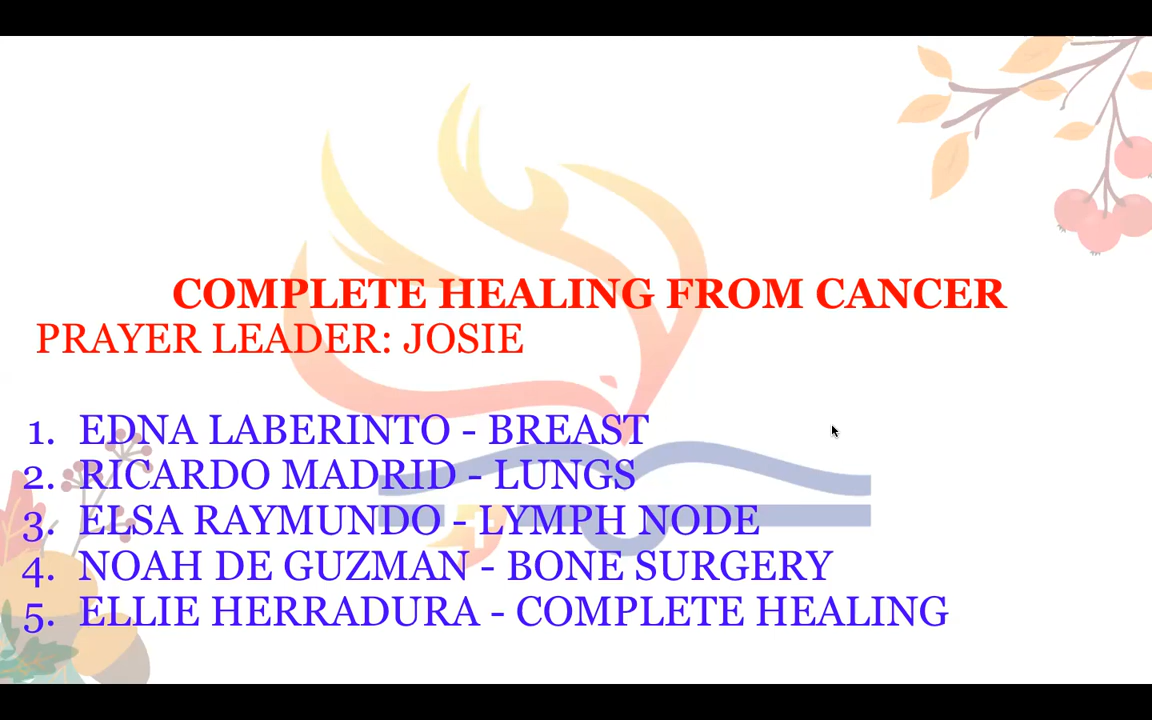 COMPLETE HEALING FROM CANCER
PRAYER LEADER: JOSIE
1. EDNA LABERINTO - BREAST
2. RICARDO MADRID - LUNGS
3. ELSA RAYMUNDO - LYMPH NODE
4. NOAH DE GUZMAN - BONE SURGERY
5. ELLIE HERRADURA - COMPLETE HEALING